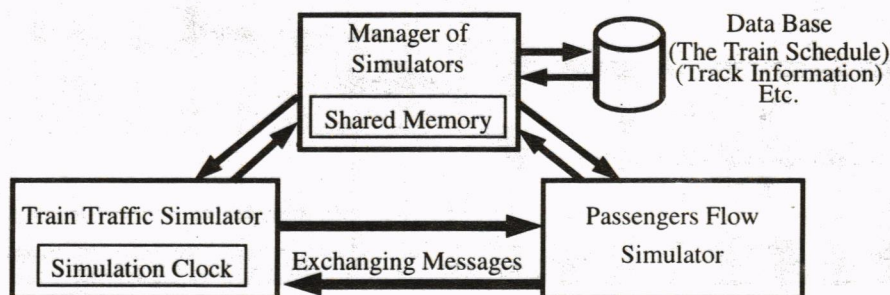 Manager of
Simulators
Shared Memory
Data Base
(The Train Schedule)
(Track Information)
Etc.
Train Traffic Simulator
Simulation Clock
Exchanging Messages
Passengers Flow
Simulator